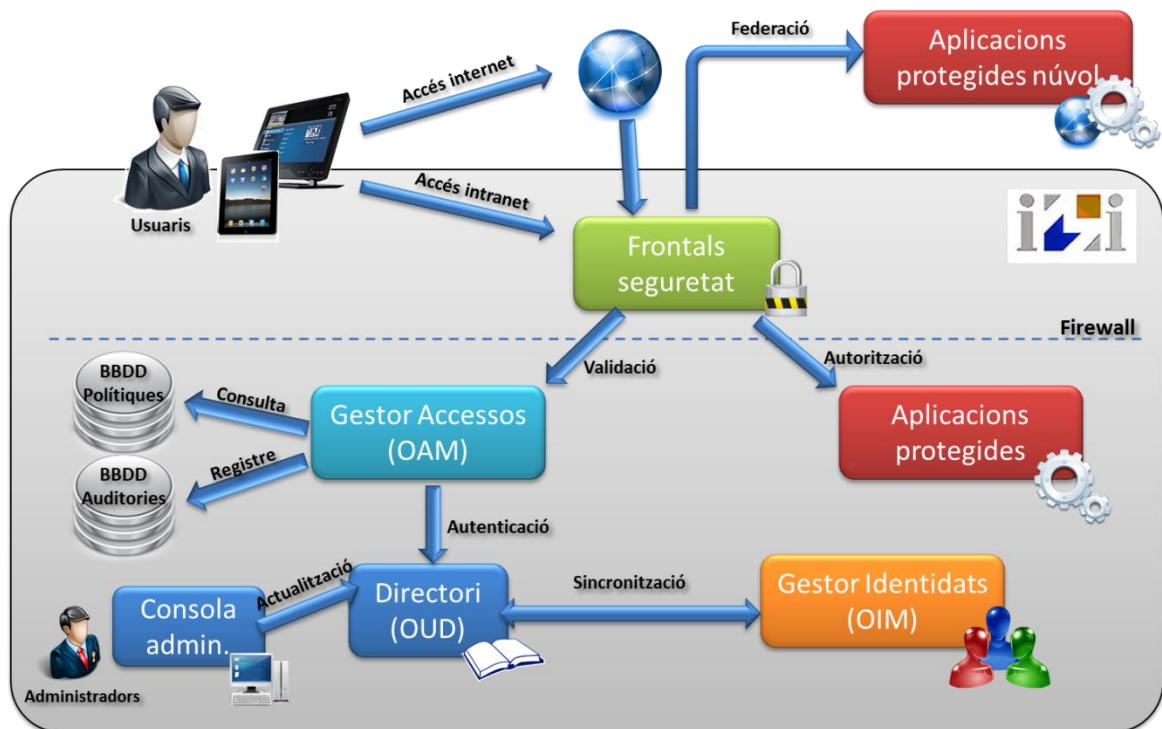 Federació
Aplicacions
protegides núvol
Accés internet
Accés intranet
Usuaris
Frontals
seguretat
Firewall
Validació
Autorització
BBDD
Polítiques
Consulta
Gestor Accessos
(OAM)
Aplicacions
protegides
Registre
BBDD
Auditories
Autenticació
Actualització
Directori
(OUD)
Sincronització
Gestor Identidats
(OIM)
Consola
admin.
Administradors